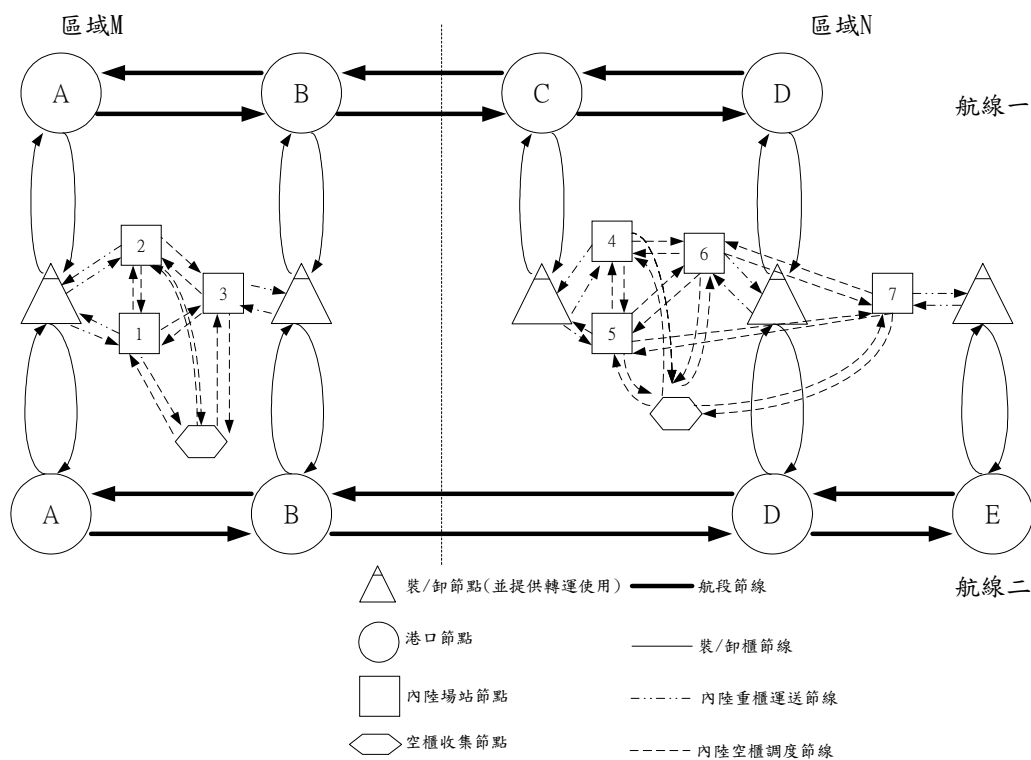 區域M
區域N
A
B
C
D
航線一
2
4
6
3
7
1
5
A
B
D
E
航線二
裝/卸節點(並提供轉運使用)
航段節線
港口節點
裝/卸櫃節線
內陸場站節點
內陸重櫃運送節線
空櫃收集節點
內陸空櫃調度節線